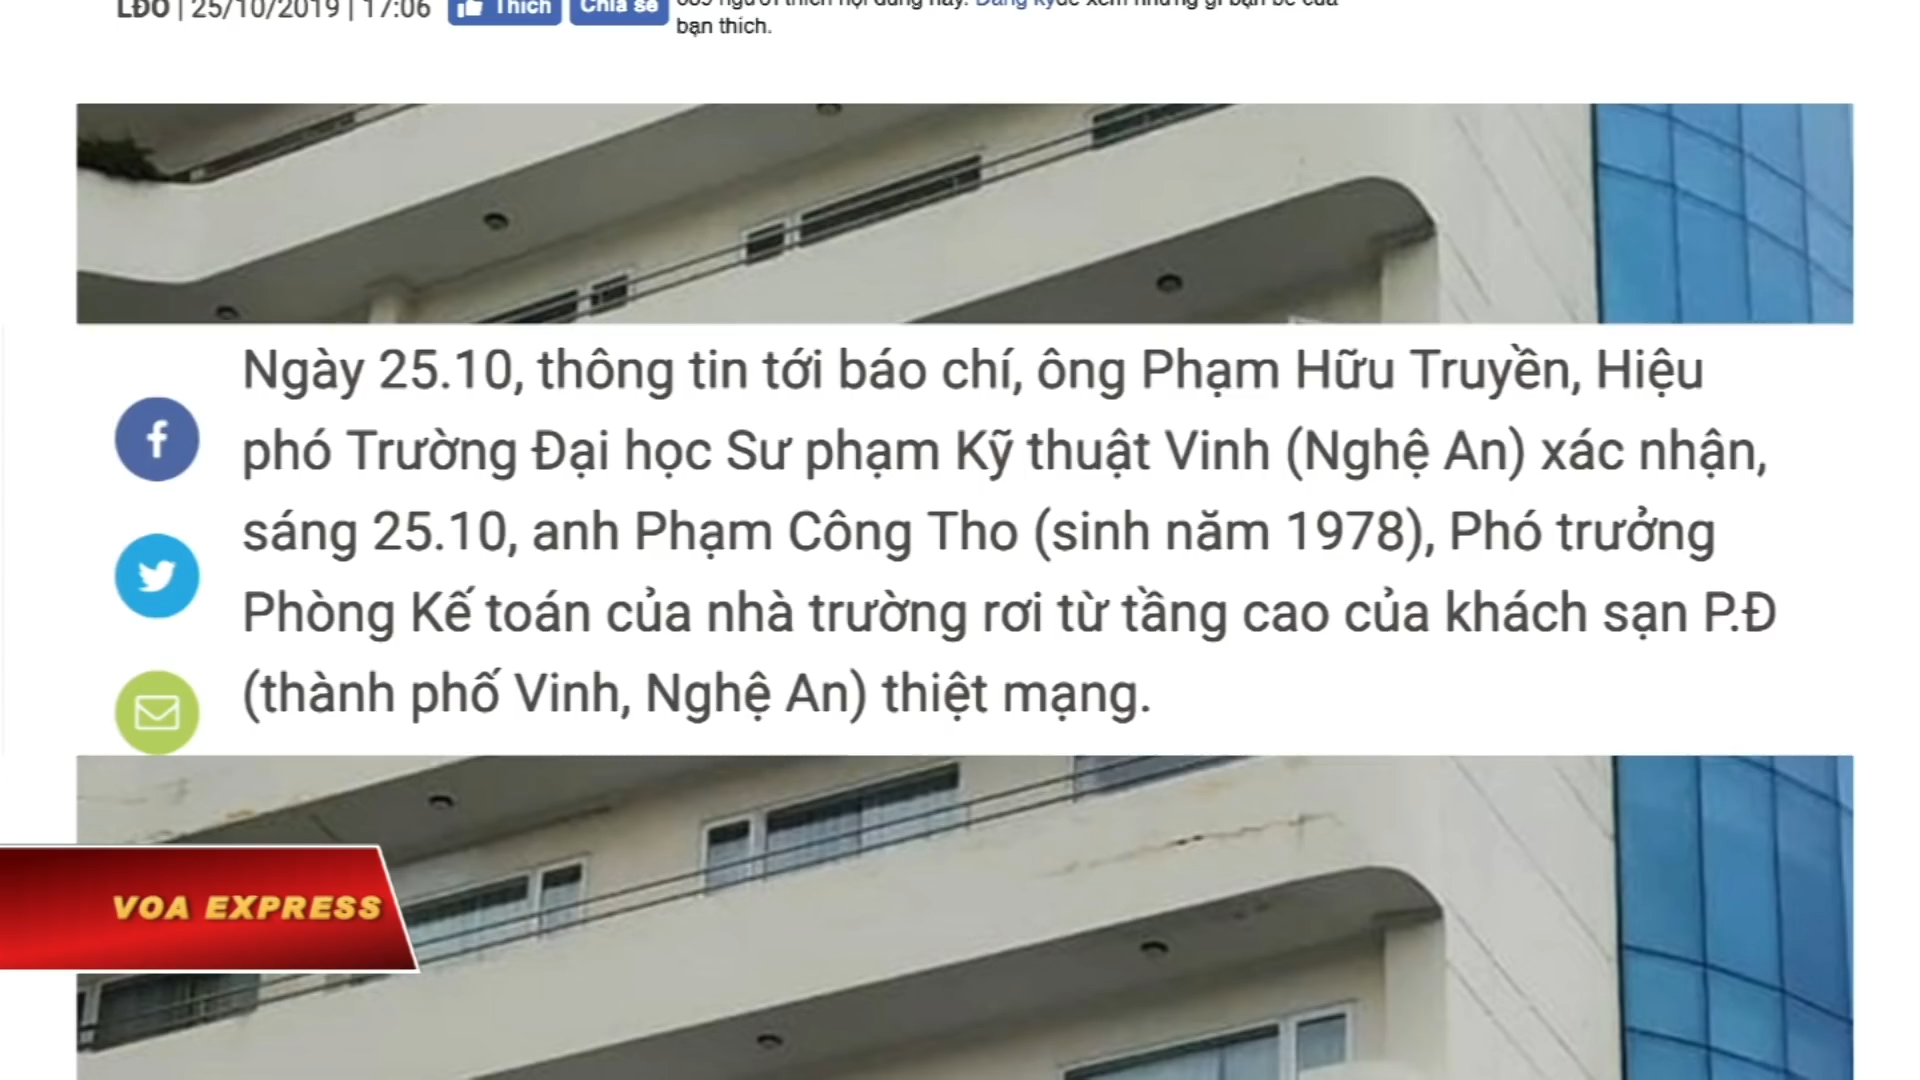 LĐO | 25/10/2019 | 17:06 Thích Chia sẻ
bạn thích.
Ngày 25.10, thông tin tới báo chí, ông Phạm Hữu Truyền, Hiệu
phó Trường Đại học Sư phạm Kỹ thuật Vinh (Nghệ An) xác nhận,
sáng 25.10, anh Phạm Công Tho (sinh năm 1978), Phó trưởng
Phòng Kế toán của nhà trường rơi từ tầng cao của khách sạn P.Đ
(thành phố Vinh, Nghệ An) thiệt mạng.
VOA EXPRESS